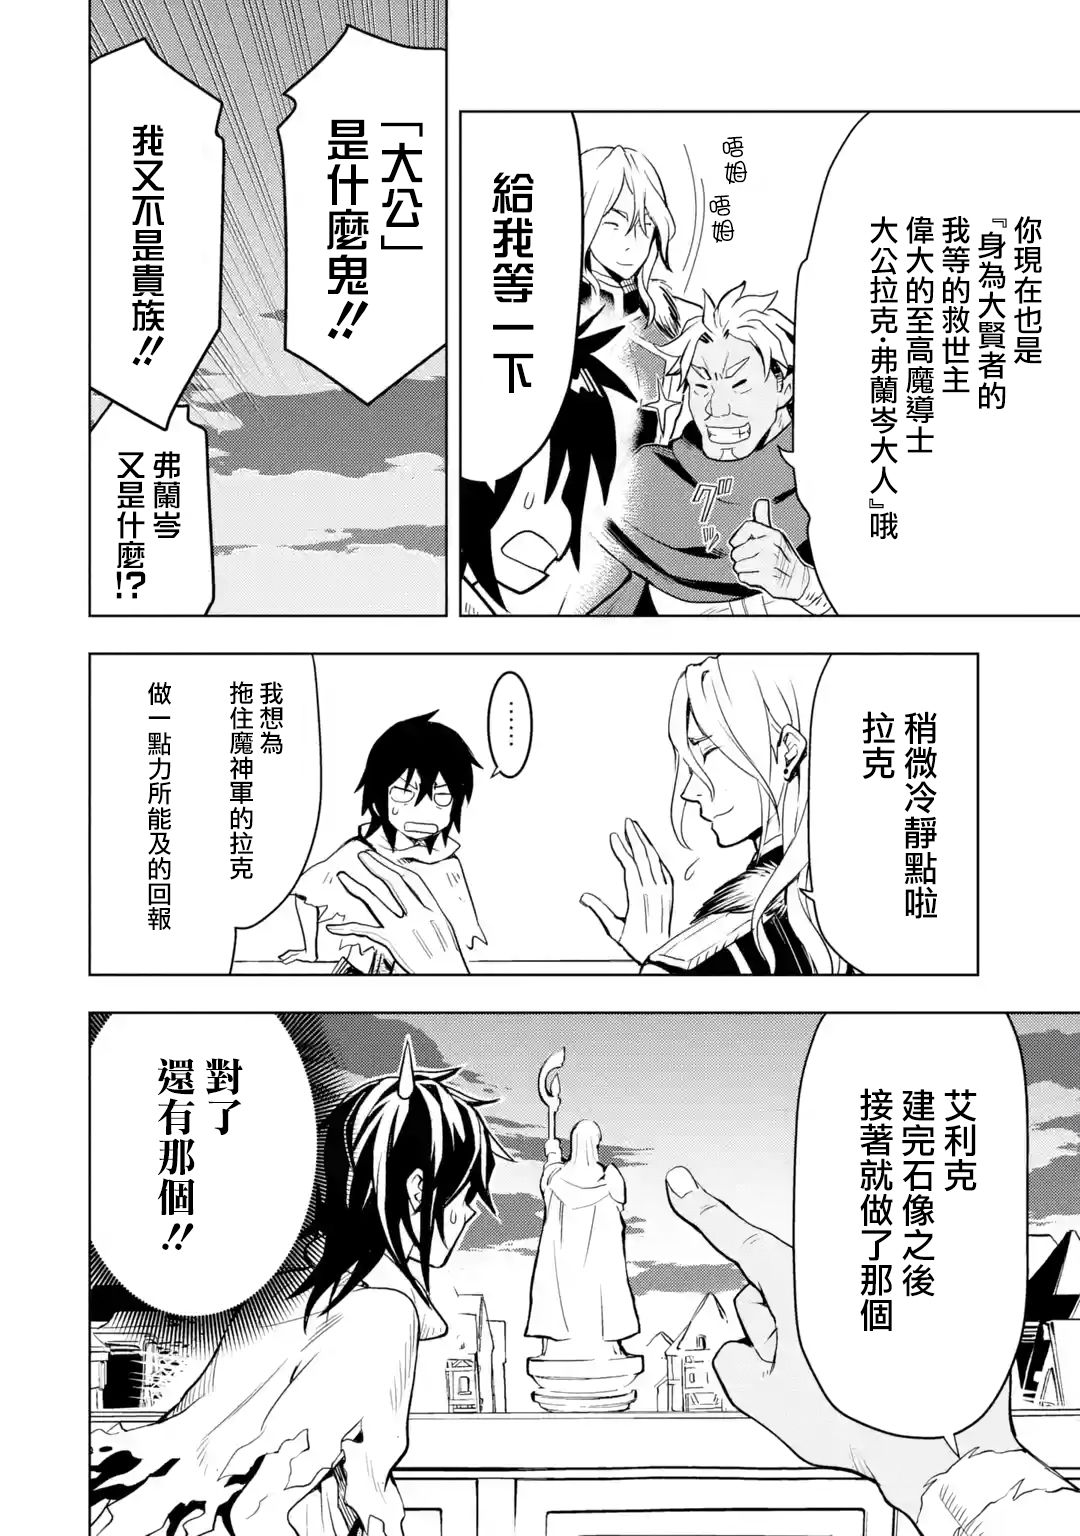 你現在也是
『身為大賢者的
我等的救世主
偉大的至高魔導士
大公拉克·弗蘭岑大人』哦
唔姆
唔姆
グッ
給我等一下
「大公」
是什麼鬼!!
我又不是貴族!!
弗蘭岑
又是什麼!?
稍微冷靜點啦
拉克
……
我想為
拖住魔神軍的拉克
做一點力所能及的回報
艾利克
建完石像之後
接著就做了那個
對了
還有那個!!